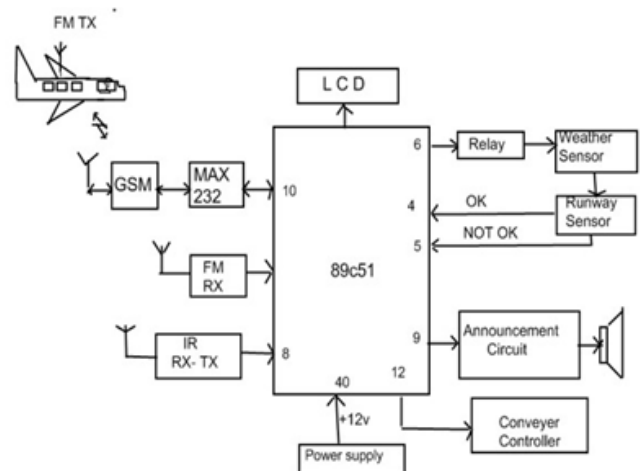 FM TX
L C D
6
Relay
Weather
Sensor
GSM
MAX
232
10
4
OK
Runway
Sensor
NOT OK
5
FM
RX
89c51
IR
RX- TX
8
9
Announcement
Circuit
12
40
+12v
Power supply
Conveyer
Controller